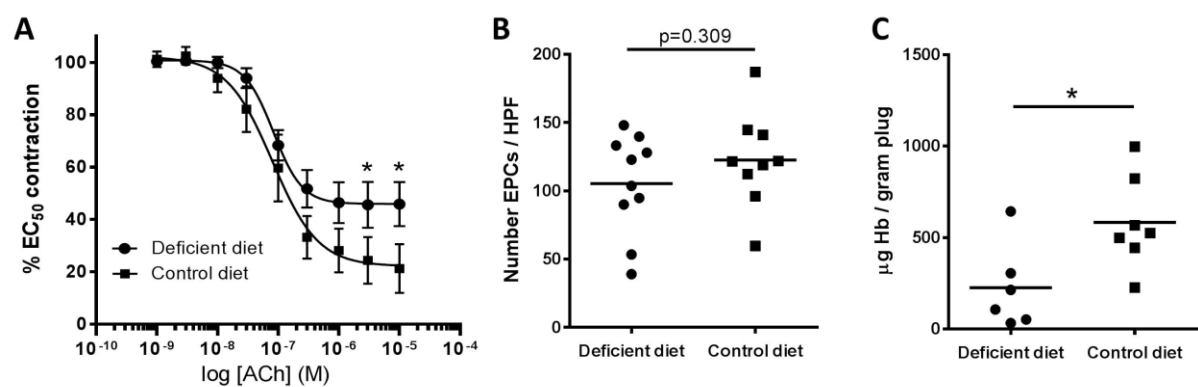 A
% EC₅₀ contraction
100
80
60
40
20
0
* *
Deficient diet
Control diet
10⁻¹⁰ 10⁻⁹ 10⁻⁸ 10⁻⁷ 10⁻⁶ 10⁻⁵ 10⁻⁴
log [ACh] (M)
B
p=0.309
Number EPCs / HPF
200
150
100
50
0
Deficient diet Control diet
C
*
µg Hb / gram plug
1500
1000
500
0
Deficient diet Control diet